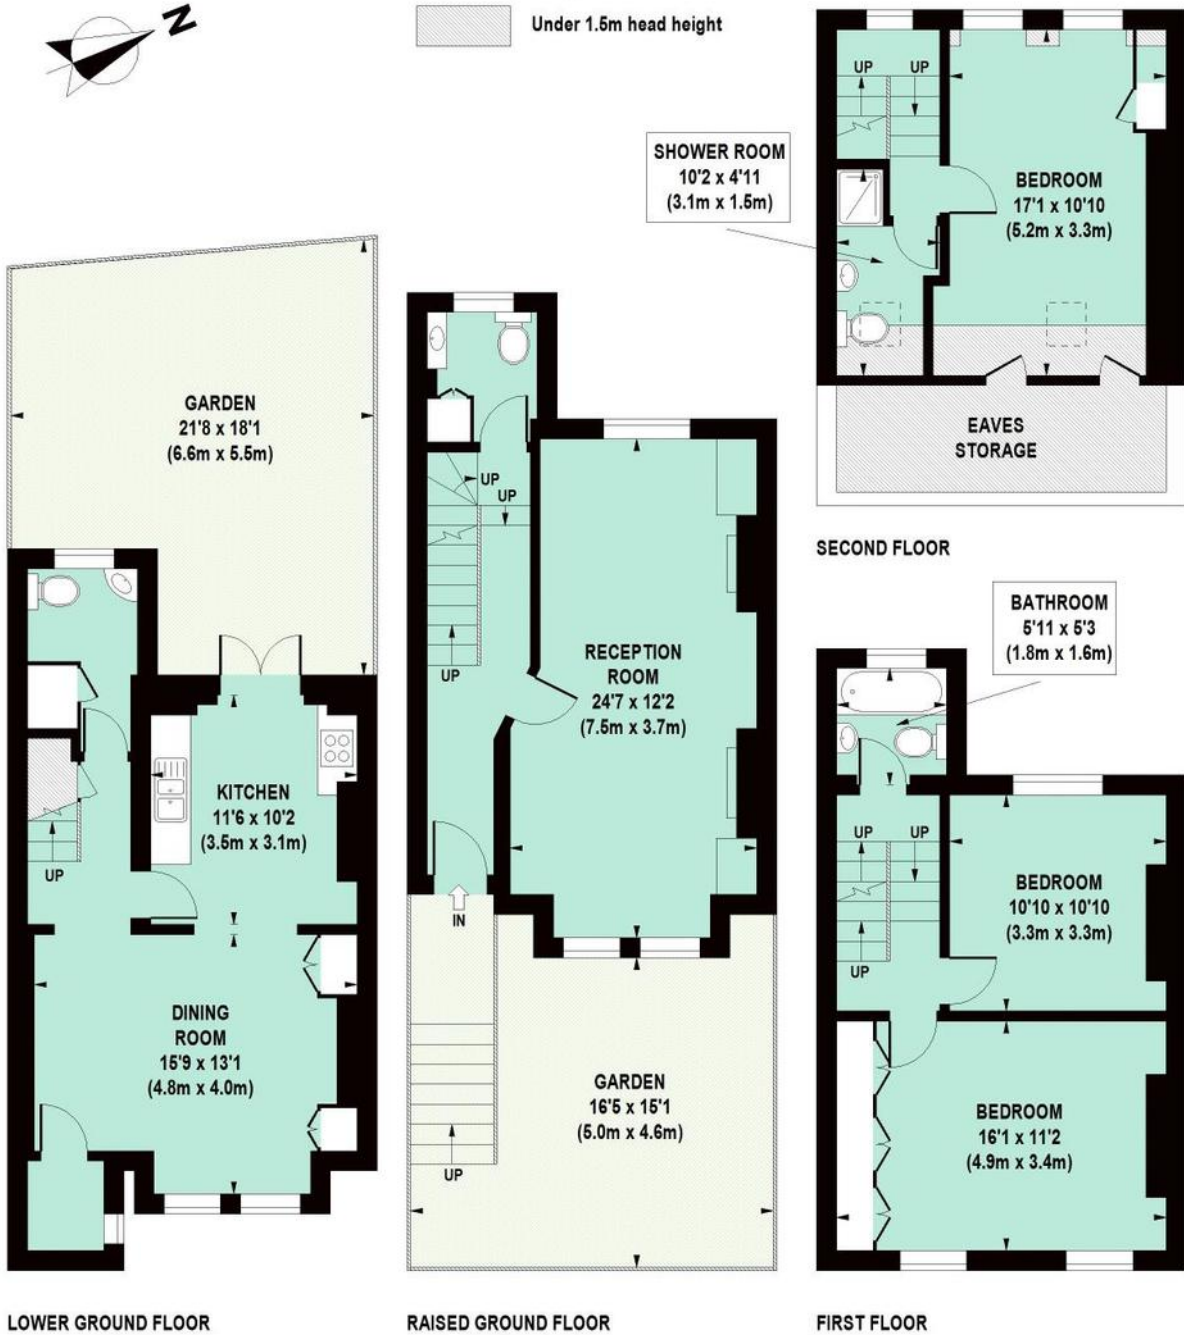 N
Under 1.5m head height
UP UP
SHOWER ROOM
10'2 x 4'11
(3.1m x 1.5m)
BEDROOM
17'1 x 10'10
(5.2m x 3.3m)
EAVES
STORAGE
SECOND FLOOR
GARDEN
21'8 x 18'1
(6.6m x 5.5m)
KITCHEN
11'6 x 10'2
(3.5m x 3.1m)
UP
DINING
ROOM
15'9 x 13'1
(4.8m x 4.0m)
LOWER GROUND FLOOR
UP
UP
UP
RECEPTION
ROOM
24'7 x 12'2
(7.5m x 3.7m)
IN
UP
GARDEN
16'5 x 15'1
(5.0m x 4.6m)
RAISED GROUND FLOOR
BATHROOM
5'11 x 5'3
(1.8m x 1.6m)
UP UP
UP
BEDROOM
10'10 x 10'10
(3.3m x 3.3m)
BEDROOM
16'1 x 11'2
(4.9m x 3.4m)
FIRST FLOOR